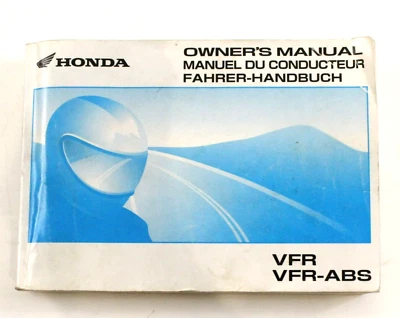 HONDA
OWNER'S MANUAL
MANUEL DU CONDUCTEUR
FAHRER-HANDBUCH
VFR
VFR-ABS